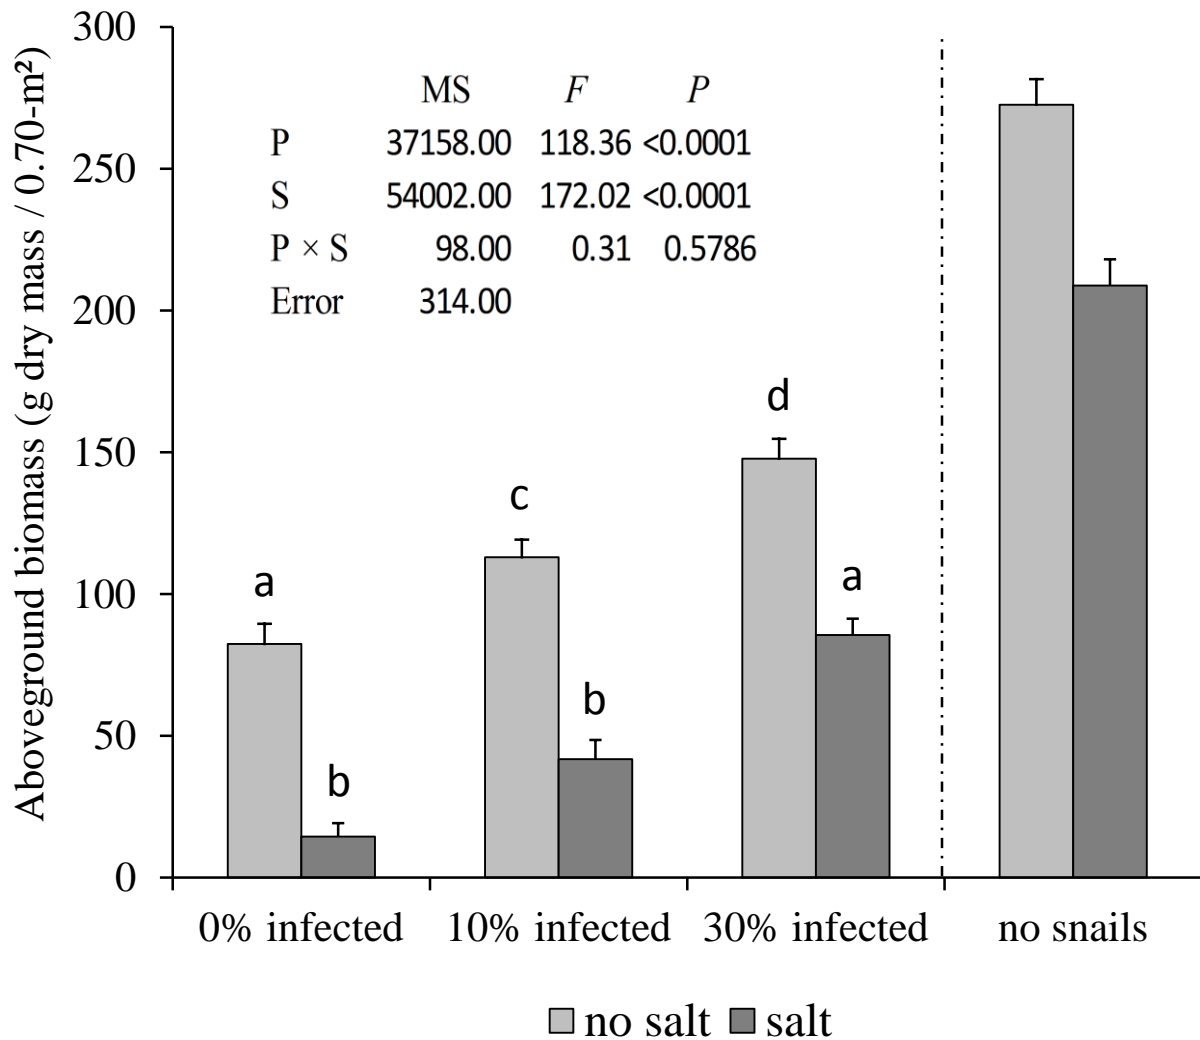 Aboveground biomass (g dry mass / 0.70-m²)
300
250
200
150
100
50
0
MS F P
P 37158.00 118.36 <0.0001
S 54002.00 172.02 <0.0001
P × S 98.00 0.31 0.5786
Error 314.00
a
b
c
b
d
a
0% infected 10% infected 30% infected no snails
no salt salt